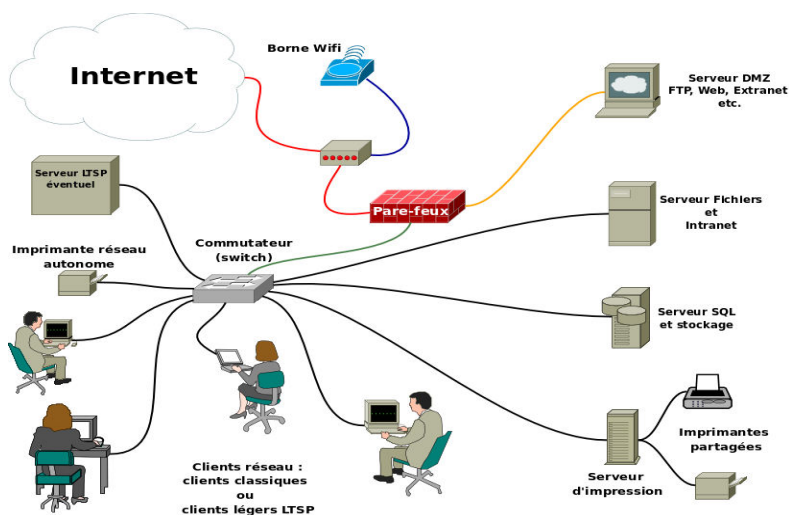 Internet
Borne Wifi
Serveur DMZ
FTP, Web, Extranet
etc.
Serveur LTSP
éventuel
Pare-feux
Serveur Fichiers
et
Intranet
Imprimante réseau
autonome
Commutateur
(switch)
Serveur SQL
et stockage
Imprimantes
partagées
Clients réseau :
clients classiques
ou
clients légers LTSP
Serveur
d'impression